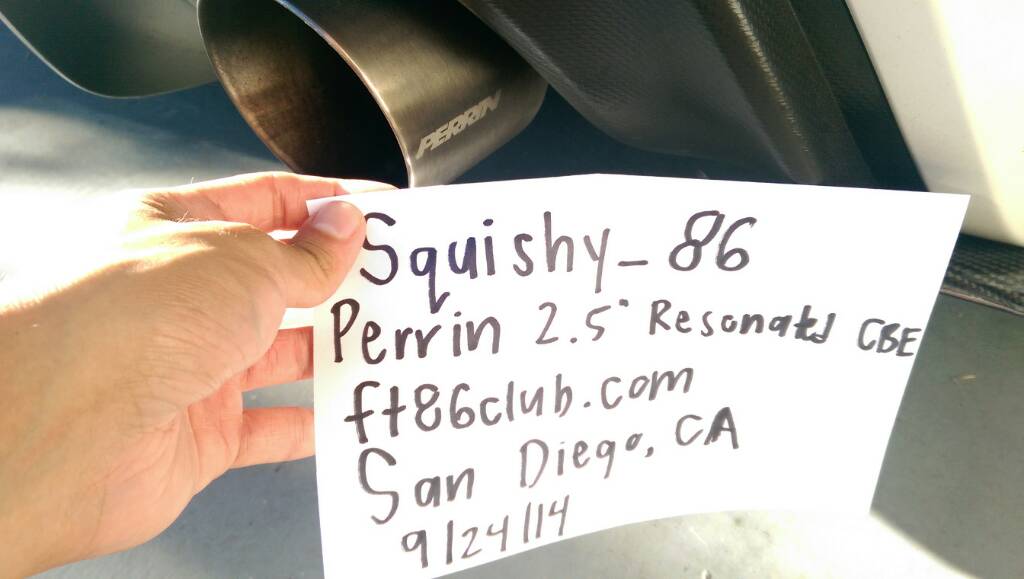 PERRIN
Squishy_86
Perrin 2.5" Resonated CBE
ft86club.com
San Diego, CA
9/24/14